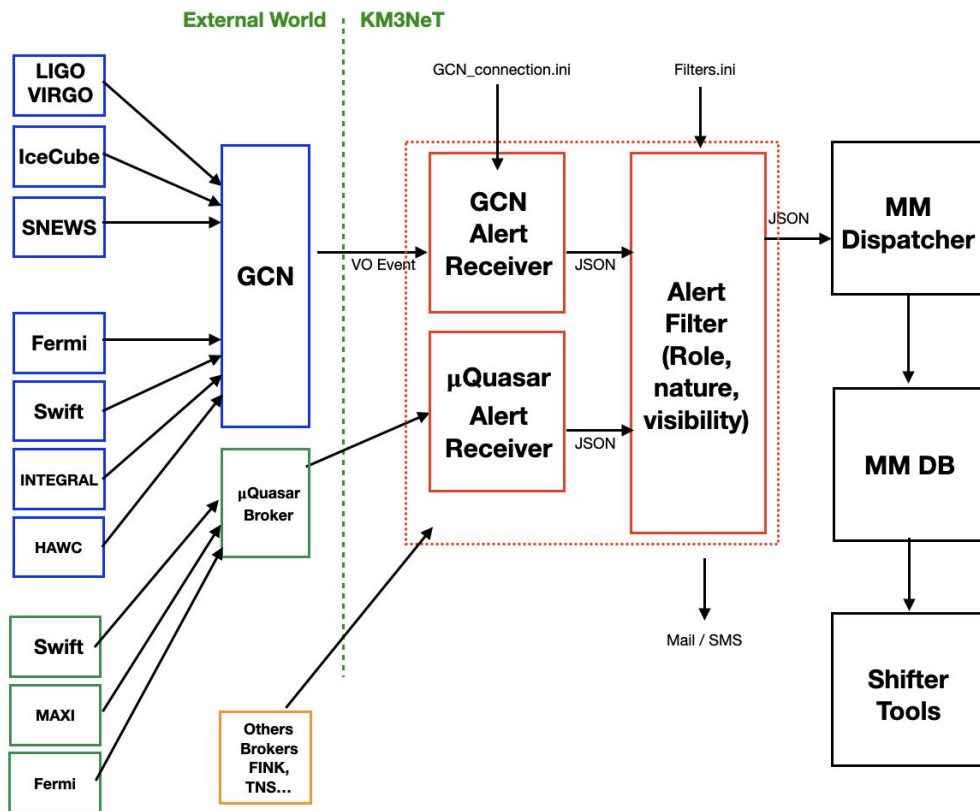 External World
KM3NeT
LIGO
VIRGO
IceCube
SNEWS
Fermi
Swift
INTEGRAL
HAWC
Swift
MAXI
Fermi
GCN
μQuasar
Broker
Others
Brokers
FINK,
TNS...
VO Event
GCN_connection.ini
Filters.ini
GCN
Alert
Receiver
JSON
μQuasar
Alert
Receiver
JSON
Alert
Filter
(Role,
nature,
visibility)
JSON
Mail / SMS
MM
Dispatcher
MM DB
Shifter
Tools